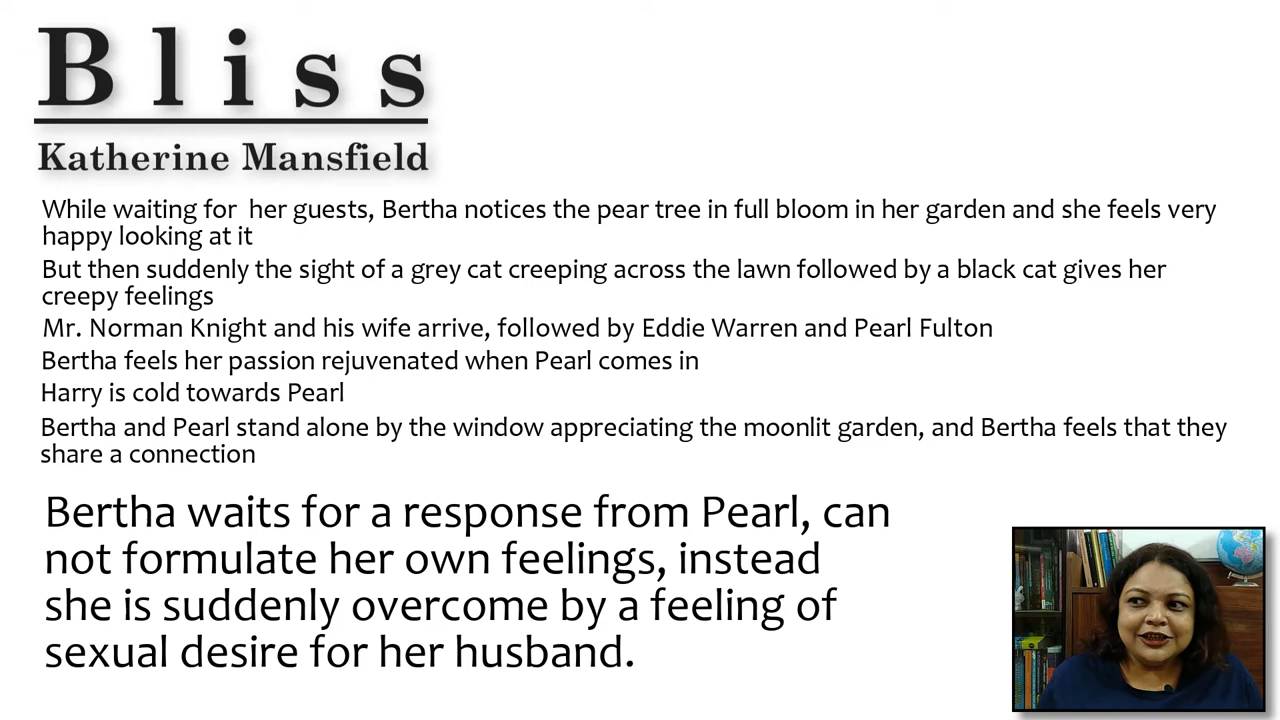 Bliss
Katherine Mansfield
While waiting for her guests, Bertha notices the pear tree in full bloom in her garden and she feels very
happy looking at it
But then suddenly the sight of a grey cat creeping across the lawn followed by a black cat gives her
creepy feelings
Mr. Norman Knight and his wife arrive, followed by Eddie Warren and Pearl Fulton
Bertha feels her passion rejuvenated when Pearl comes in
Harry is cold towards Pearl
Bertha and Pearl stand alone by the window appreciating the moonlit garden, and Bertha feels that they
share a connection
Bertha waits for a response from Pearl, can
not formulate her own feelings, instead
she is suddenly overcome by a feeling of
sexual desire for her husband.